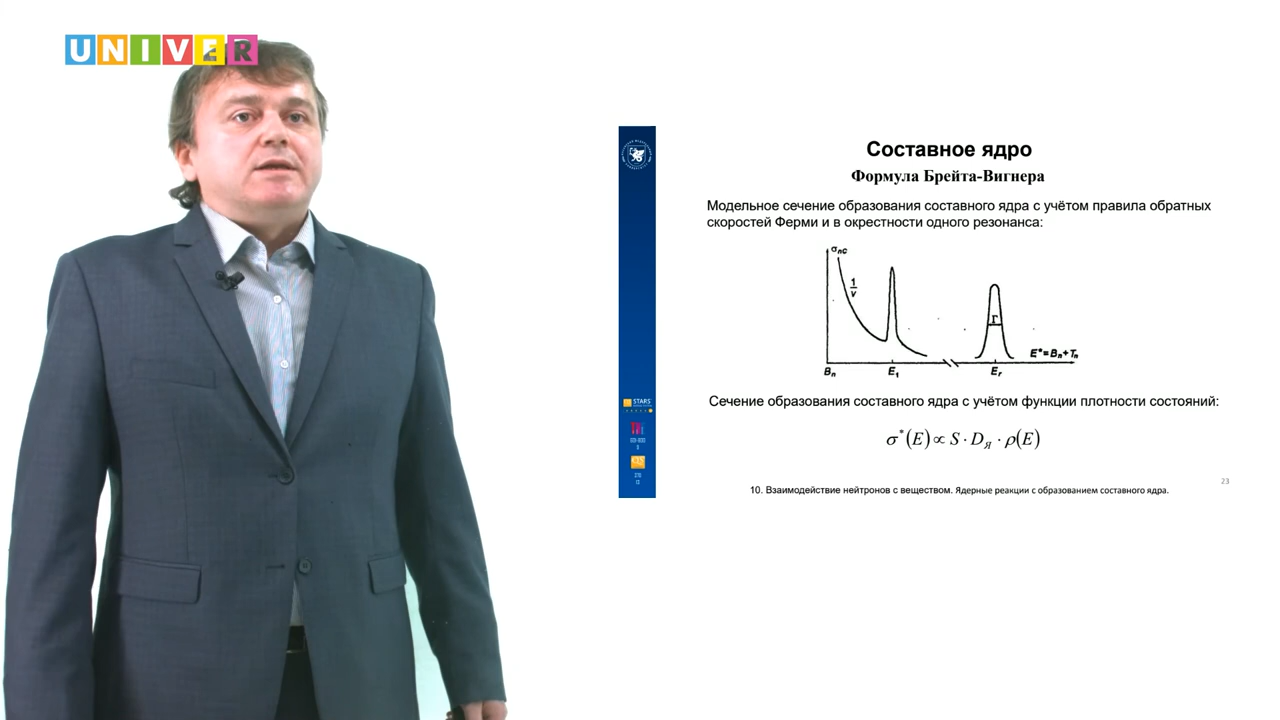 UNIVER
Составное ядро
Формула Брейта-Вигнера
Модельное сечение образования составного ядра с учётом правила обратных
скоростей Ферми и в окрестности одного резонанса:
σnc
1/v
Г
E*=Bn+Tn
Bn E1 Er
Сечение образования составного ядра с учётом функции плотности состояний:
σ*(E)∝S·DЯ·ρ(E)
STARS
23
10. Взаимодействие нейтронов с веществом. Ядерные реакции с образованием составного ядра.